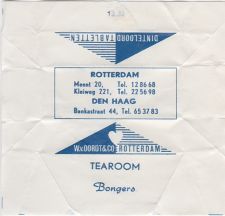 DINTELOORD TABLETTEN
ROTTERDAM
Meent 20, Tel. 12 86 68
Kleiweg 221, Tel. 22 56 98
DEN HAAG
Bankastraat 44, Tel. 65 37 83
W.v.OORDT&CO ROTTERDAM
TEAROOM
Bongers